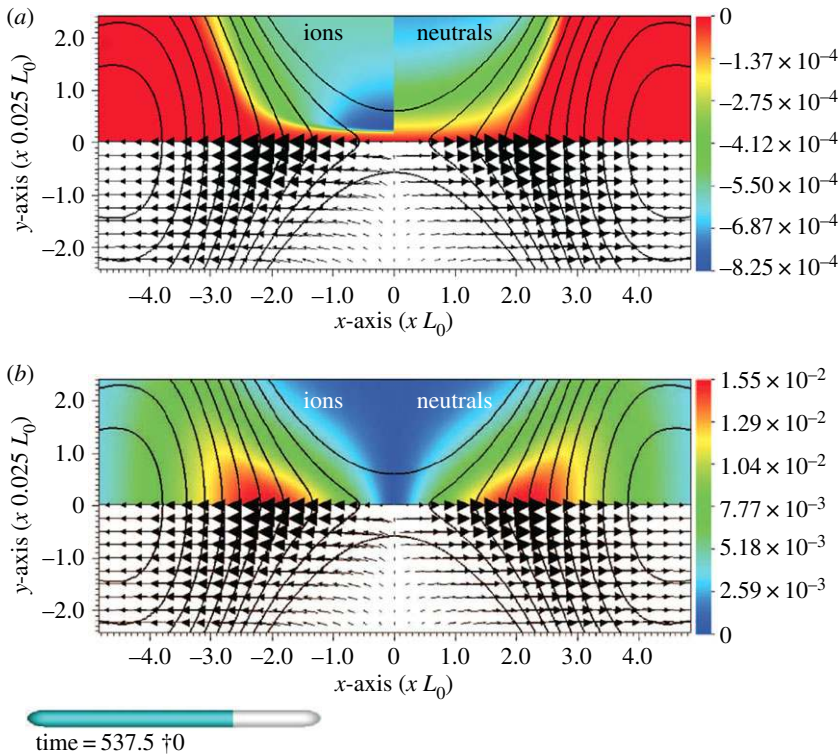 (a)
ions neutrals
2.0
1.0
0
–1.0
–2.0
y-axis (x 0.025 L0)
–4.0 –3.0 –2.0 –1.0 0 1.0 2.0 3.0 4.0
x-axis (x L0)
0
–1.37 × 10–4
–2.75 × 10–4
–4.12 × 10–4
–5.50 × 10–4
–6.87 × 10–4
–8.25 × 10–4
(b)
ions neutrals
2.0
1.0
0
–1.0
–2.0
y-axis (x 0.025 L0)
–4.0 –3.0 –2.0 –1.0 0 1.0 2.0 3.0 4.0
x-axis (x L0)
1.55 × 10–2
1.29 × 10–2
1.04 × 10–2
7.77 × 10–3
5.18 × 10–3
2.59 × 10–3
0
time = 537.5 †0